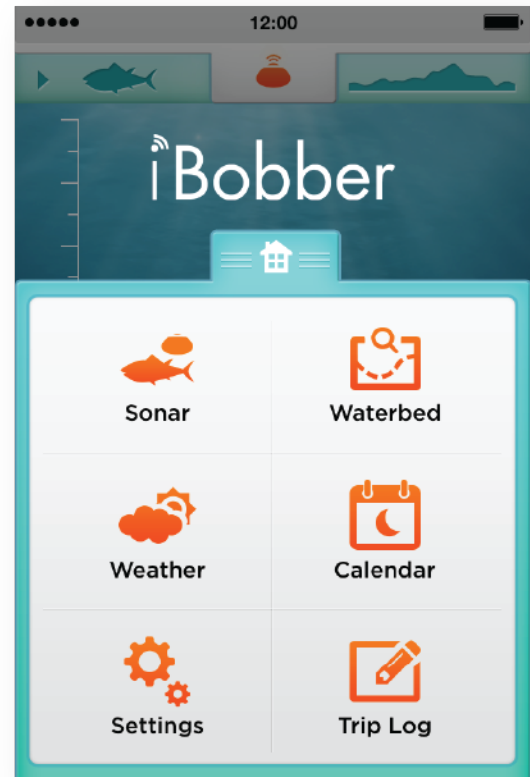 12:00
iBobber
Sonar
Waterbed
Weather
Calendar
Settings
Trip Log